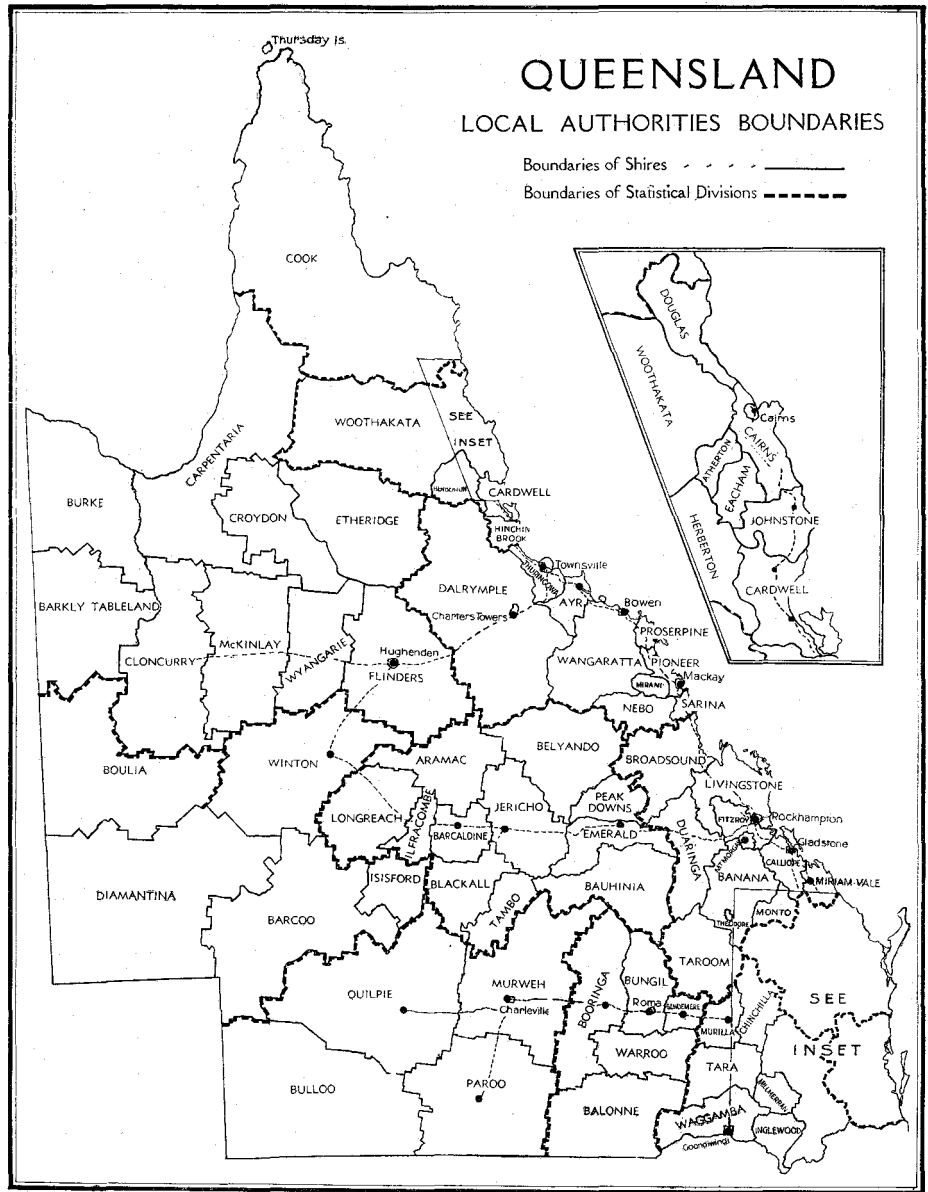 QUEENSLAND
LOCAL AUTHORITIES BOUNDARIES
Boundaries of Shires
Boundaries of Statistical Divisions
Thursday Is.
COOK
WOOTHAKATA
SEE
INSET
CARPENTARIA
BURKE
CROYDON
ETHERIDGE
HERBERTON
CARDWELL
HINCHIN
BROOK
THURINGOWA
Townsville
DALRYMPLE
AYR
Bowen
Charters Towers
BARKLY TABLELAND
CLONCURRY
McKINLAY
WYANGARIE
Hughenden
FLINDERS
PROSERPINE
WANGARATTA
PIONEER
MIRANI
Mackay
NEBO
SARINA
BOULIA
WINTON
ARAMAC
BELYANDO
BROADSOUND
LIVINGSTONE
LONGREACH
ILFRACOMBE
BARCALDINE
JERICHO
PEAK
DOWNS
EMERALD
DUARINGA
FITZROY
Rockhampton
MT MORGAN
Gladstone
CALLIOPE
BANANA
MIRIAM-VALE
DIAMANTINA
BARCOO
ISISFORD
BLACKALL
TAMBO
BAUHINIA
THEODORE
MONTO
TAROOM
QUILPIE
MURWEH
Charleville
BOORINGA
BUNGIL
Roma
BENDEMERE
MURILLA
CHINCHILLA
SEE
INSET
WARROO
TARA
BULLOO
PAROO
BALONNE
WAGGAMBA
MILLMERRAN
INGLEWOOD
Goondiwindi
DOUGLAS
WOOTHAKATA
Cairns
CAIRNS
ATHERTON
EACHAM
JOHNSTONE
HERBERTON
CARDWELL